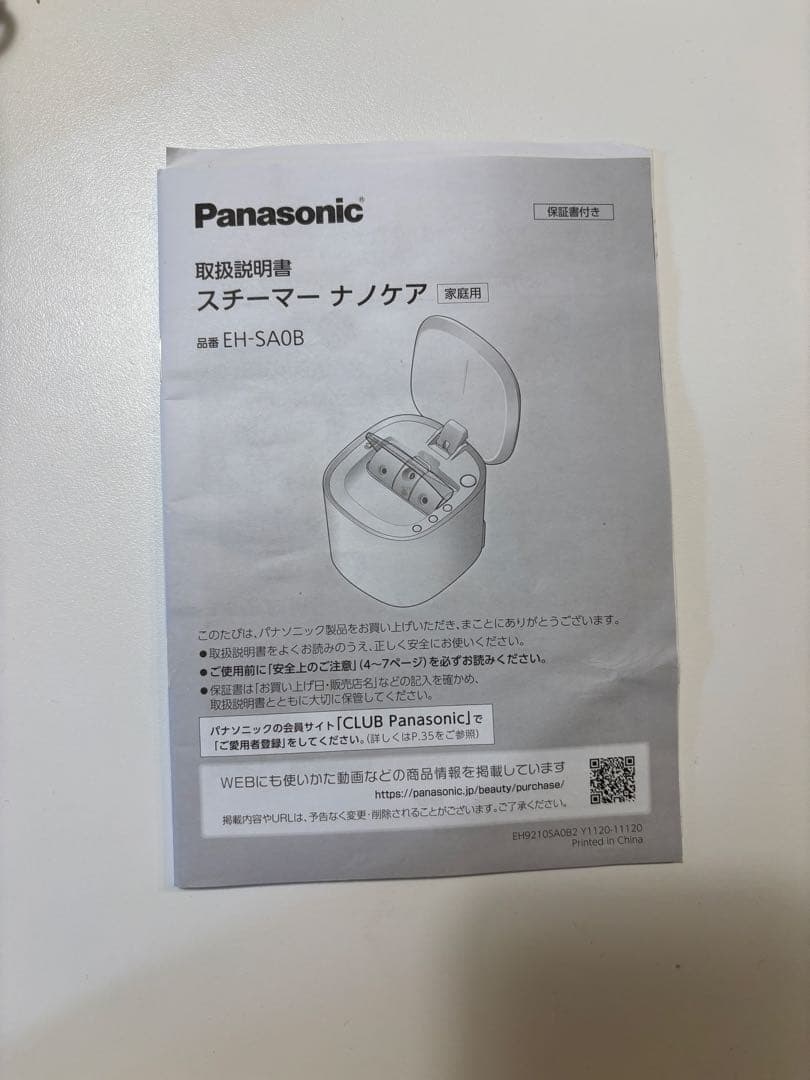 Panasonic®
保証書付き
取扱説明書
スチーマー ナノケア 家庭用
品番 EH-SA0B
このたびは、パナソニック製品をお買い上げいただき、まことにありがとうございます。
●取扱説明書をよくお読みのうえ、正しく安全にお使いください。
●ご使用前に「安全上のご注意」(4~7ページ)を必ずお読みください。
●保証書は「お買い上げ日・販売店名」などの記入を確かめ、
取扱説明書とともに大切に保管してください。
パナソニックの会員サイト「CLUB Panasonic」で
「ご愛用者登録」をしてください。(詳しくはP.35をご参照)
WEBにも使いかた動画などの商品情報を掲載しています
https://panasonic.jp/beauty/purchase/
掲載内容やURLは、予告なく変更・削除されることがございます。ご了承ください。
EH9210SA0B2 Y1120-11120
Printed in China